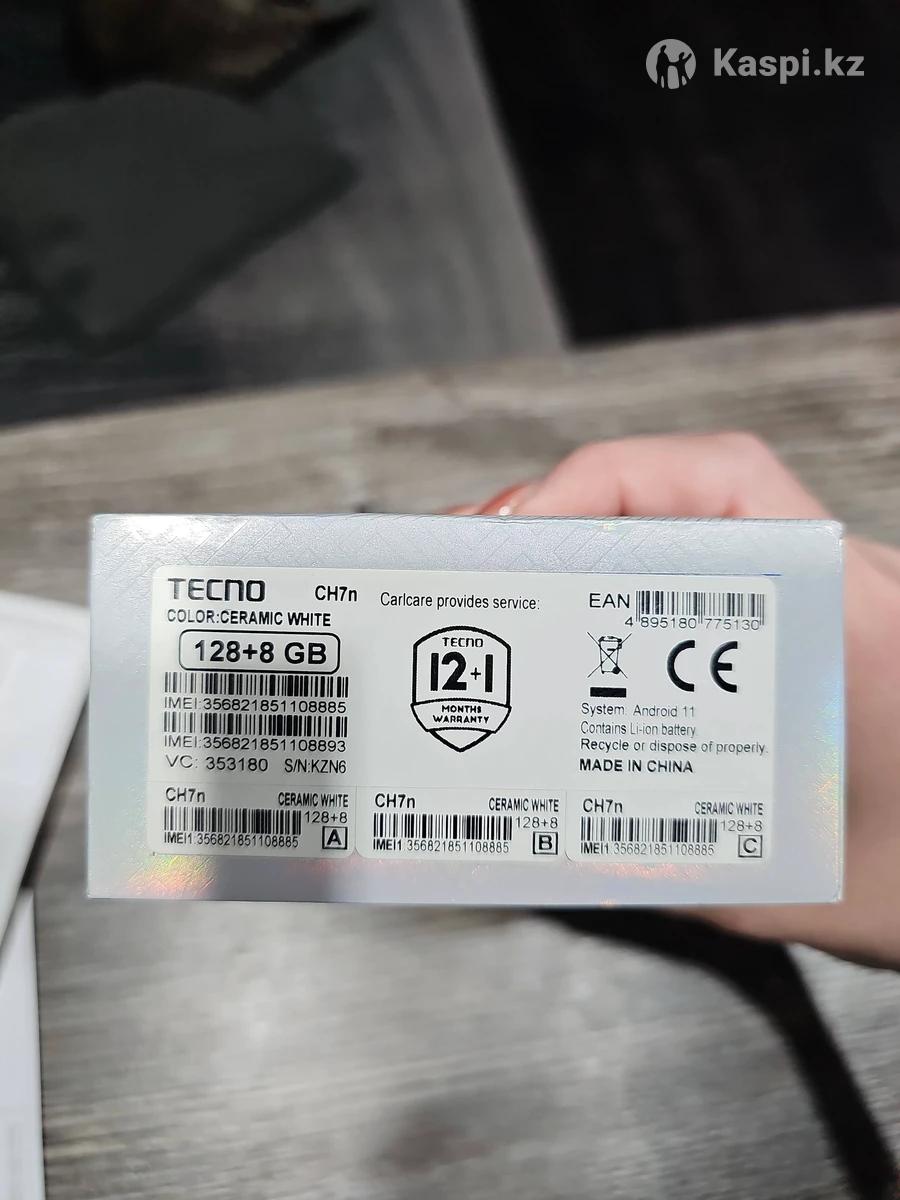 Kaspi.kz
TECNO CH7n
COLOR:CERAMIC WHITE
128+8 GB
IMEI:356821851108885
IMEI:356821851108893
VC: 353180 S/N:KZN6
Carlcare provides service:
TECNO
12+1
MONTHS
WARRANTY
EAN
4 895180 775130
CE
System: Android 11
Contains Li-ion battery.
Recycle or dispose of properly.
MADE IN CHINA
CH7n CERAMIC WHITE
128+8
IMEI1:356821851108885 A
CH7n CERAMIC WHITE
128+8
IMEI1:356821851108885 B
CH7n CERAMIC WHITE
128+8
IMEI1:356821851108885 C